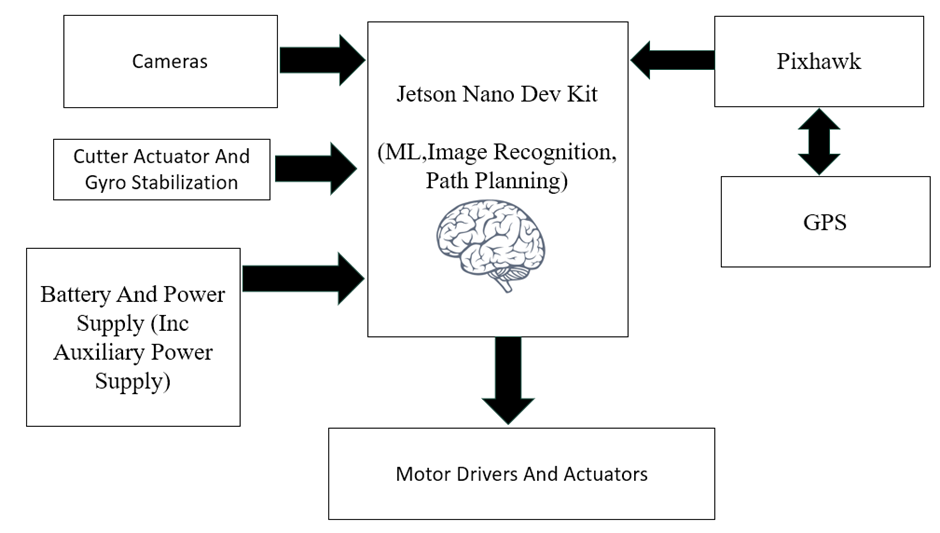 Cameras
Cutter Actuator And
Gyro Stabilization
Battery And Power
Supply (Inc
Auxiliary Power
Supply)
Jetson Nano Dev Kit
(ML,Image Recognition,
Path Planning)
Pixhawk
GPS
Motor Drivers And Actuators